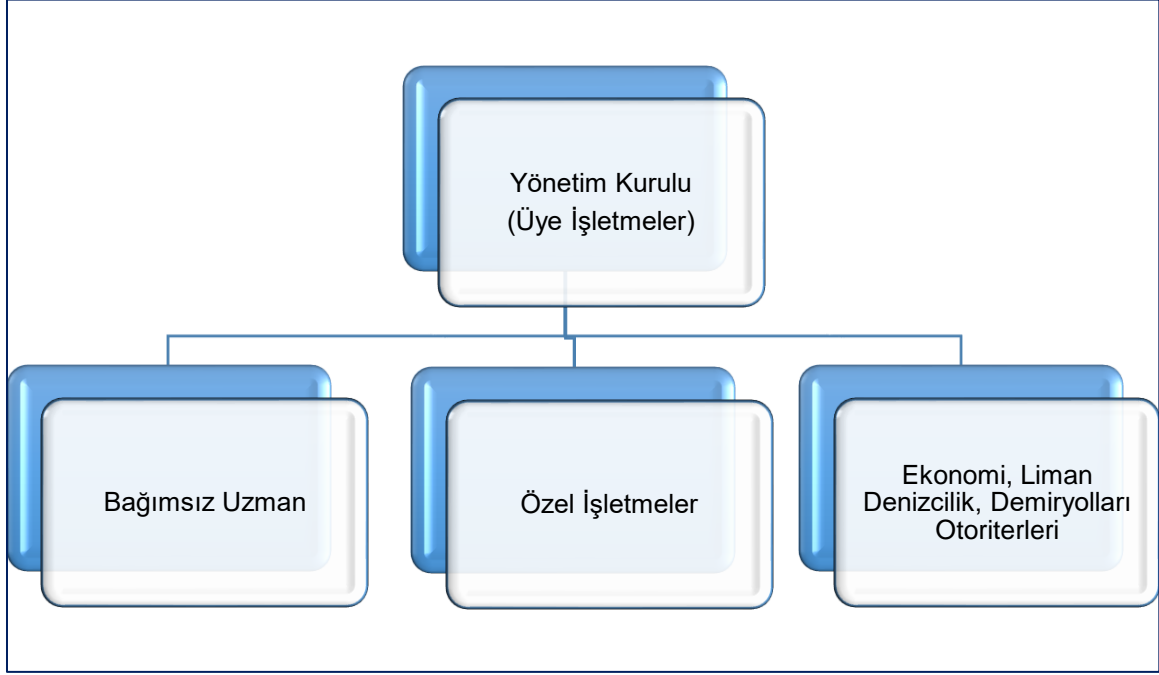 Yönetim Kurulu
(Üye İşletmeler)
Bağımsız Uzman
Özel İşletmeler
Ekonomi, Liman
Denizcilik, Demiryolları
Otoriterleri